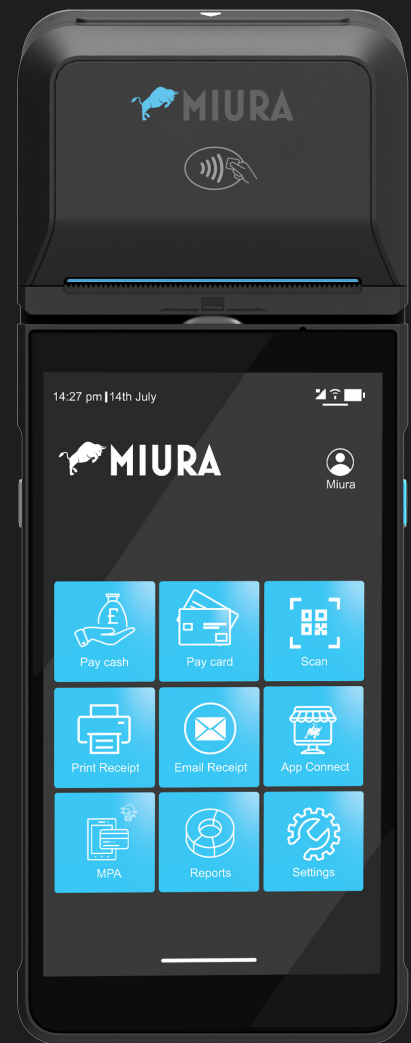 MIURA
14:27 pm | 14th July
MIURA
Miura
£
Pay cash
Pay card
Scan
Print Receipt
Email Receipt
App Connect
MPA
Reports
Settings